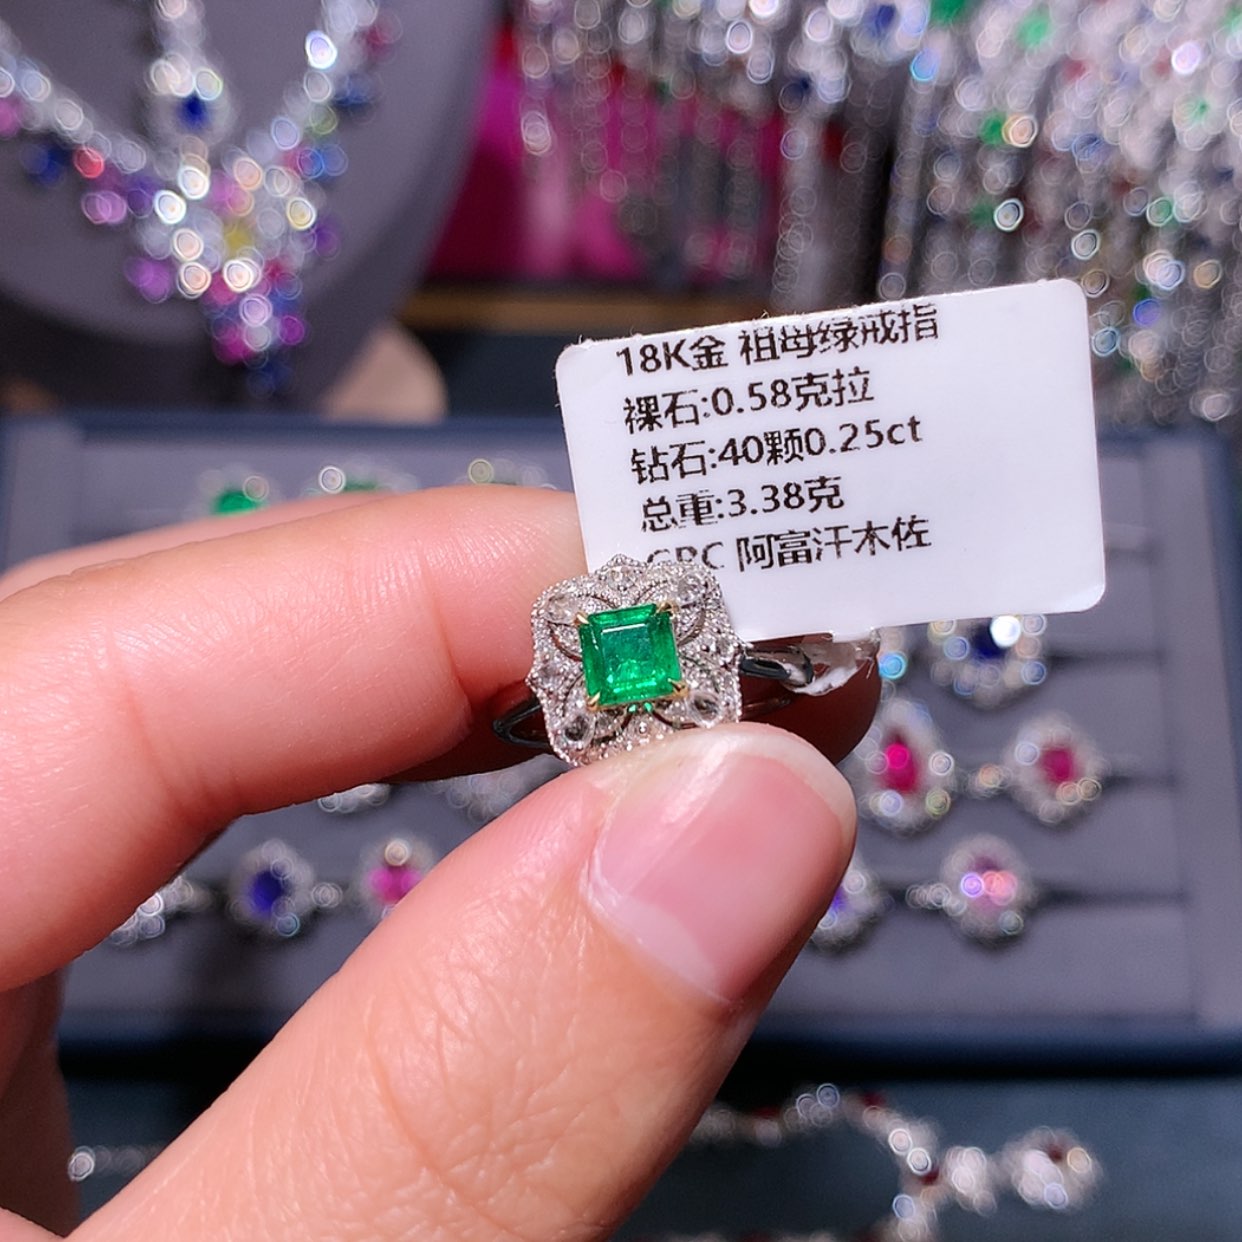 18K金 祖母绿戒指
裸石:0.58克拉
钻石:40颗0.25ct
总重:3.38克
GRC 阿富汗木佐